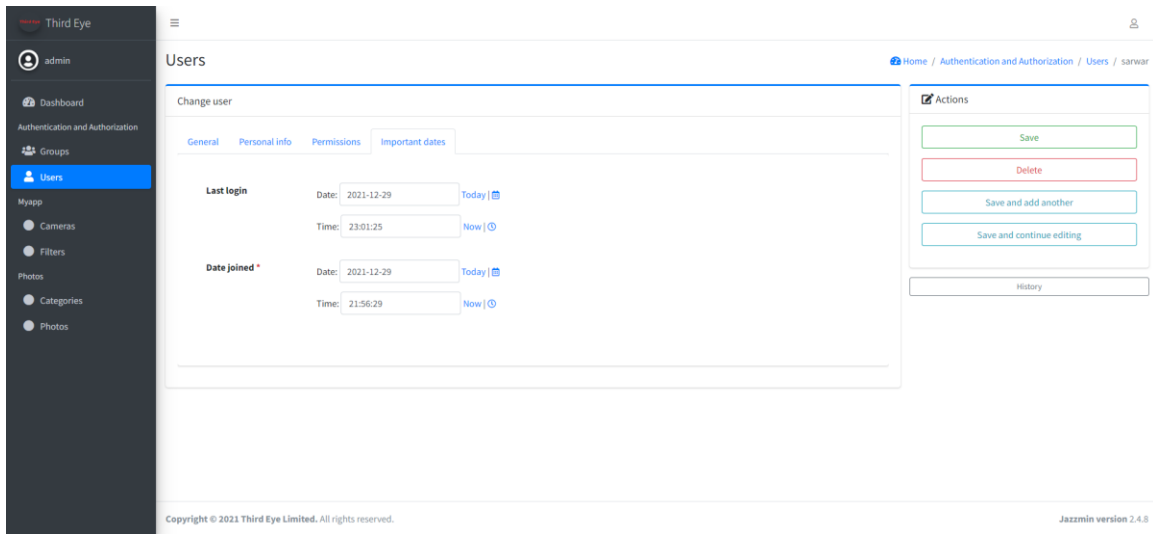 Third Eye
admin
Dashboard
Authentication and Authorization
Groups
Users
Myapp
Cameras
Filters
Photos
Categories
Photos
Users
Home / Authentication and Authorization / Users / sarwar
Change user
General Personal info Permissions Important dates
Last login
Date: 2021-12-29 Today |
Time: 23:01:25 Now |
Date joined *
Date: 2021-12-29 Today |
Time: 21:56:29 Now |
Actions
Save
Delete
Save and add another
Save and continue editing
History
Copyright © 2021 Third Eye Limited. All rights reserved.
Jazzmin version 2.4.8